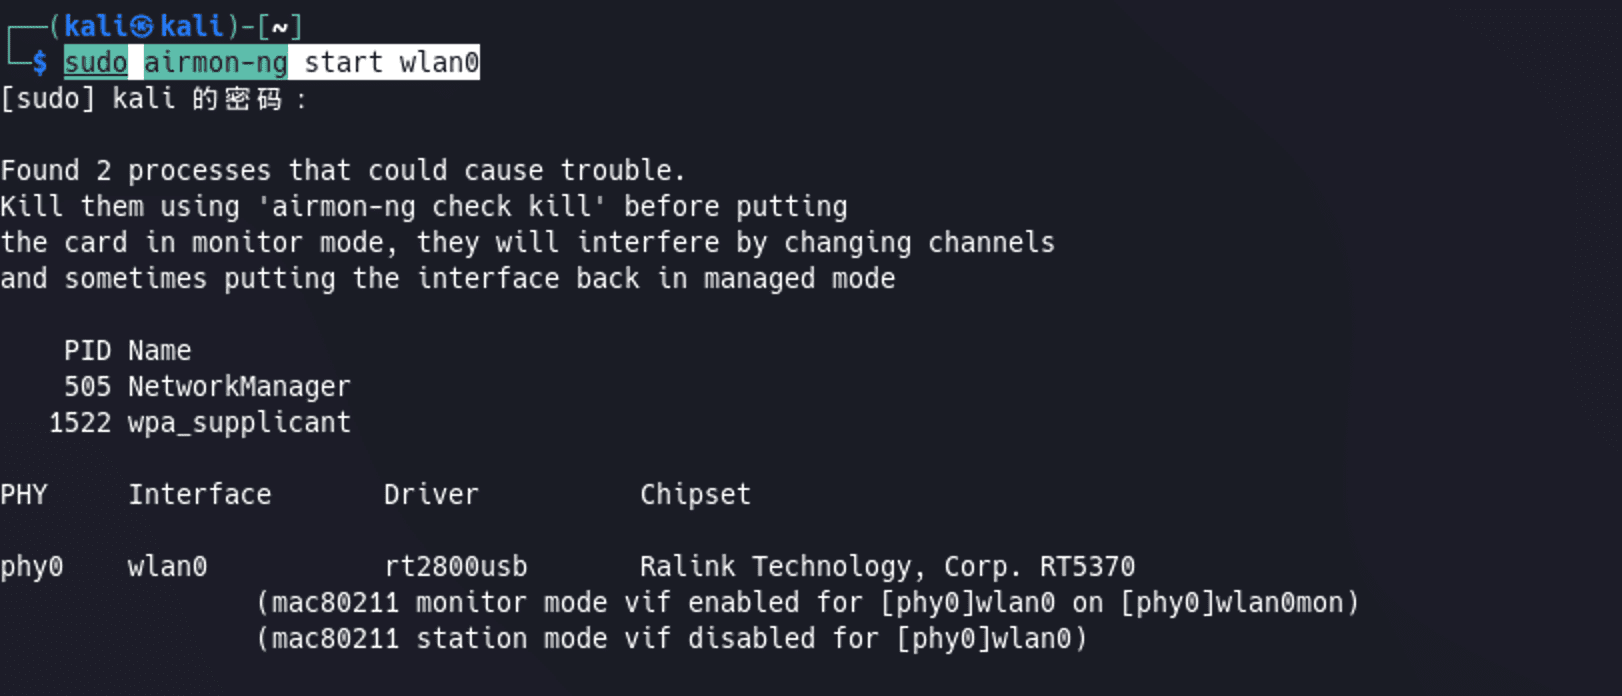 ┌──(kali㉿kali)-[~]
└─$ sudo airmon-ng start wlan0
[sudo] kali 的密码：
Found 2 processes that could cause trouble.
Kill them using 'airmon-ng check kill' before putting
the card in monitor mode, they will interfere by changing channels
and sometimes putting the interface back in managed mode
PID Name
505 NetworkManager
1522 wpa_supplicant
PHY Interface Driver Chipset
phy0 wlan0 rt2800usb Ralink Technology, Corp. RT5370
(mac80211 monitor mode vif enabled for [phy0]wlan0 on [phy0]wlan0mon)
(mac80211 station mode vif disabled for [phy0]wlan0)